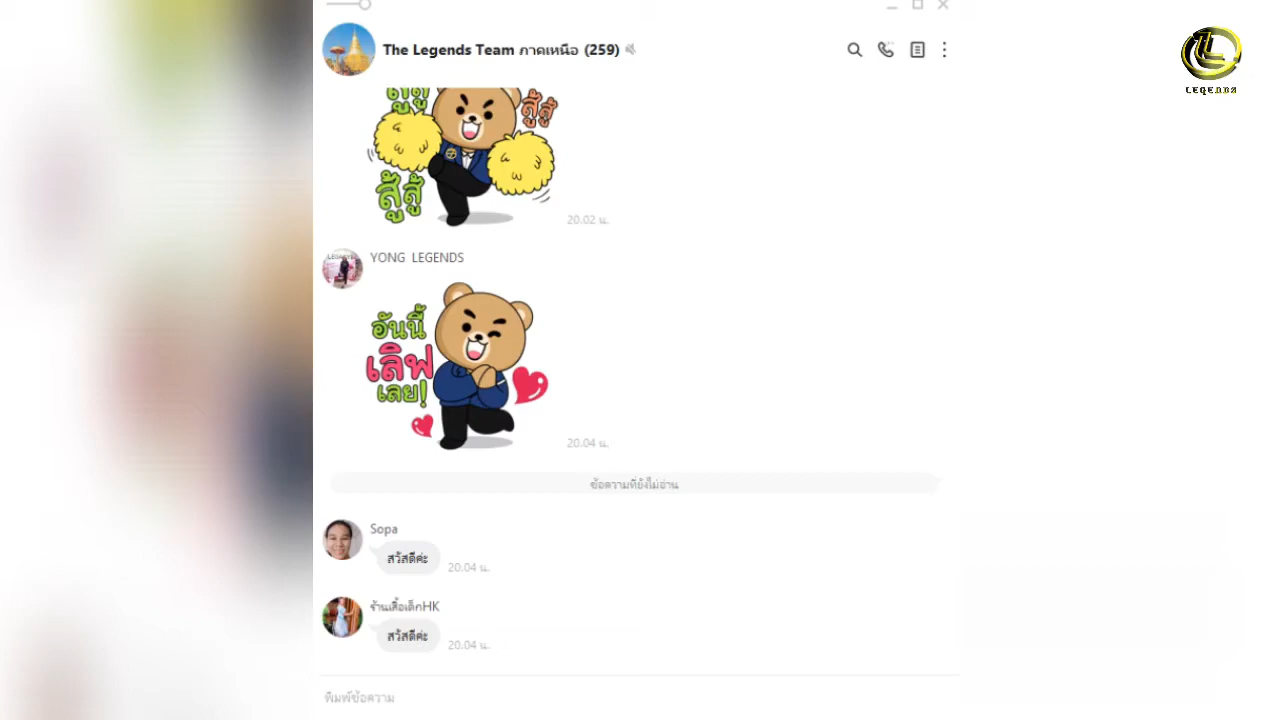 The Legends Team ภาคเหนือ (259)
LEGENDS
สู้สู้
สู้สู้
สู้สู้
20.02 น.
YONG LEGENDS
อันนี้
เลิฟ
เลย!
20.04 น.
ข้อความที่ยังไม่อ่าน
Sopa
สวัสดีค่ะ
20.04 น.
ร้านเสื้อเด็กHK
สวัสดีค่ะ
20.04 น.
พิมพ์ข้อความ